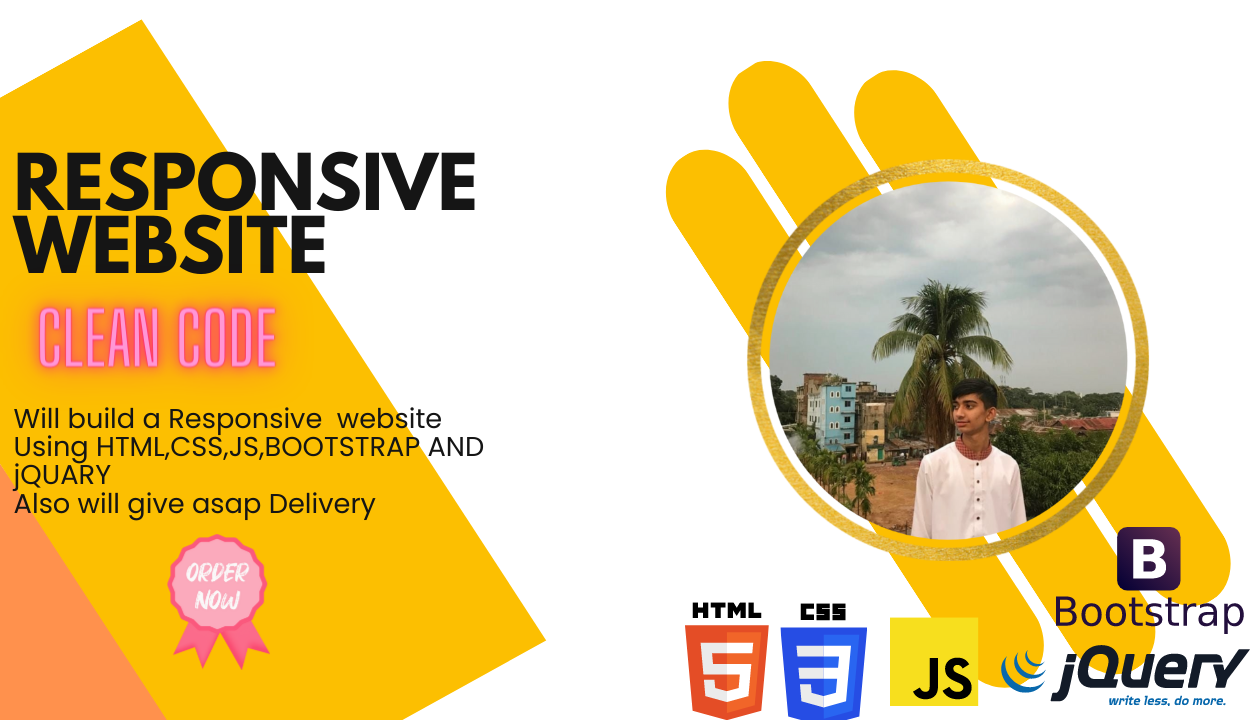 RESPONSIVE
WEBSITE
CLEAN CODE
Will build a Responsive  website
Using HTML,CSS,JS,BOOTSTRAP AND
jQUARY
Also will give asap Delivery
ORDER
NOW
HTML
5
CSS
3
JS
B
Bootstrap
jQuery
write less, do more.